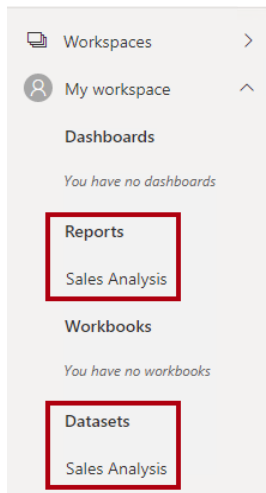 Workspaces
My workspace
Dashboards
You have no dashboards
Reports
Sales Analysis
Workbooks
You have no workbooks
Datasets
Sales Analysis